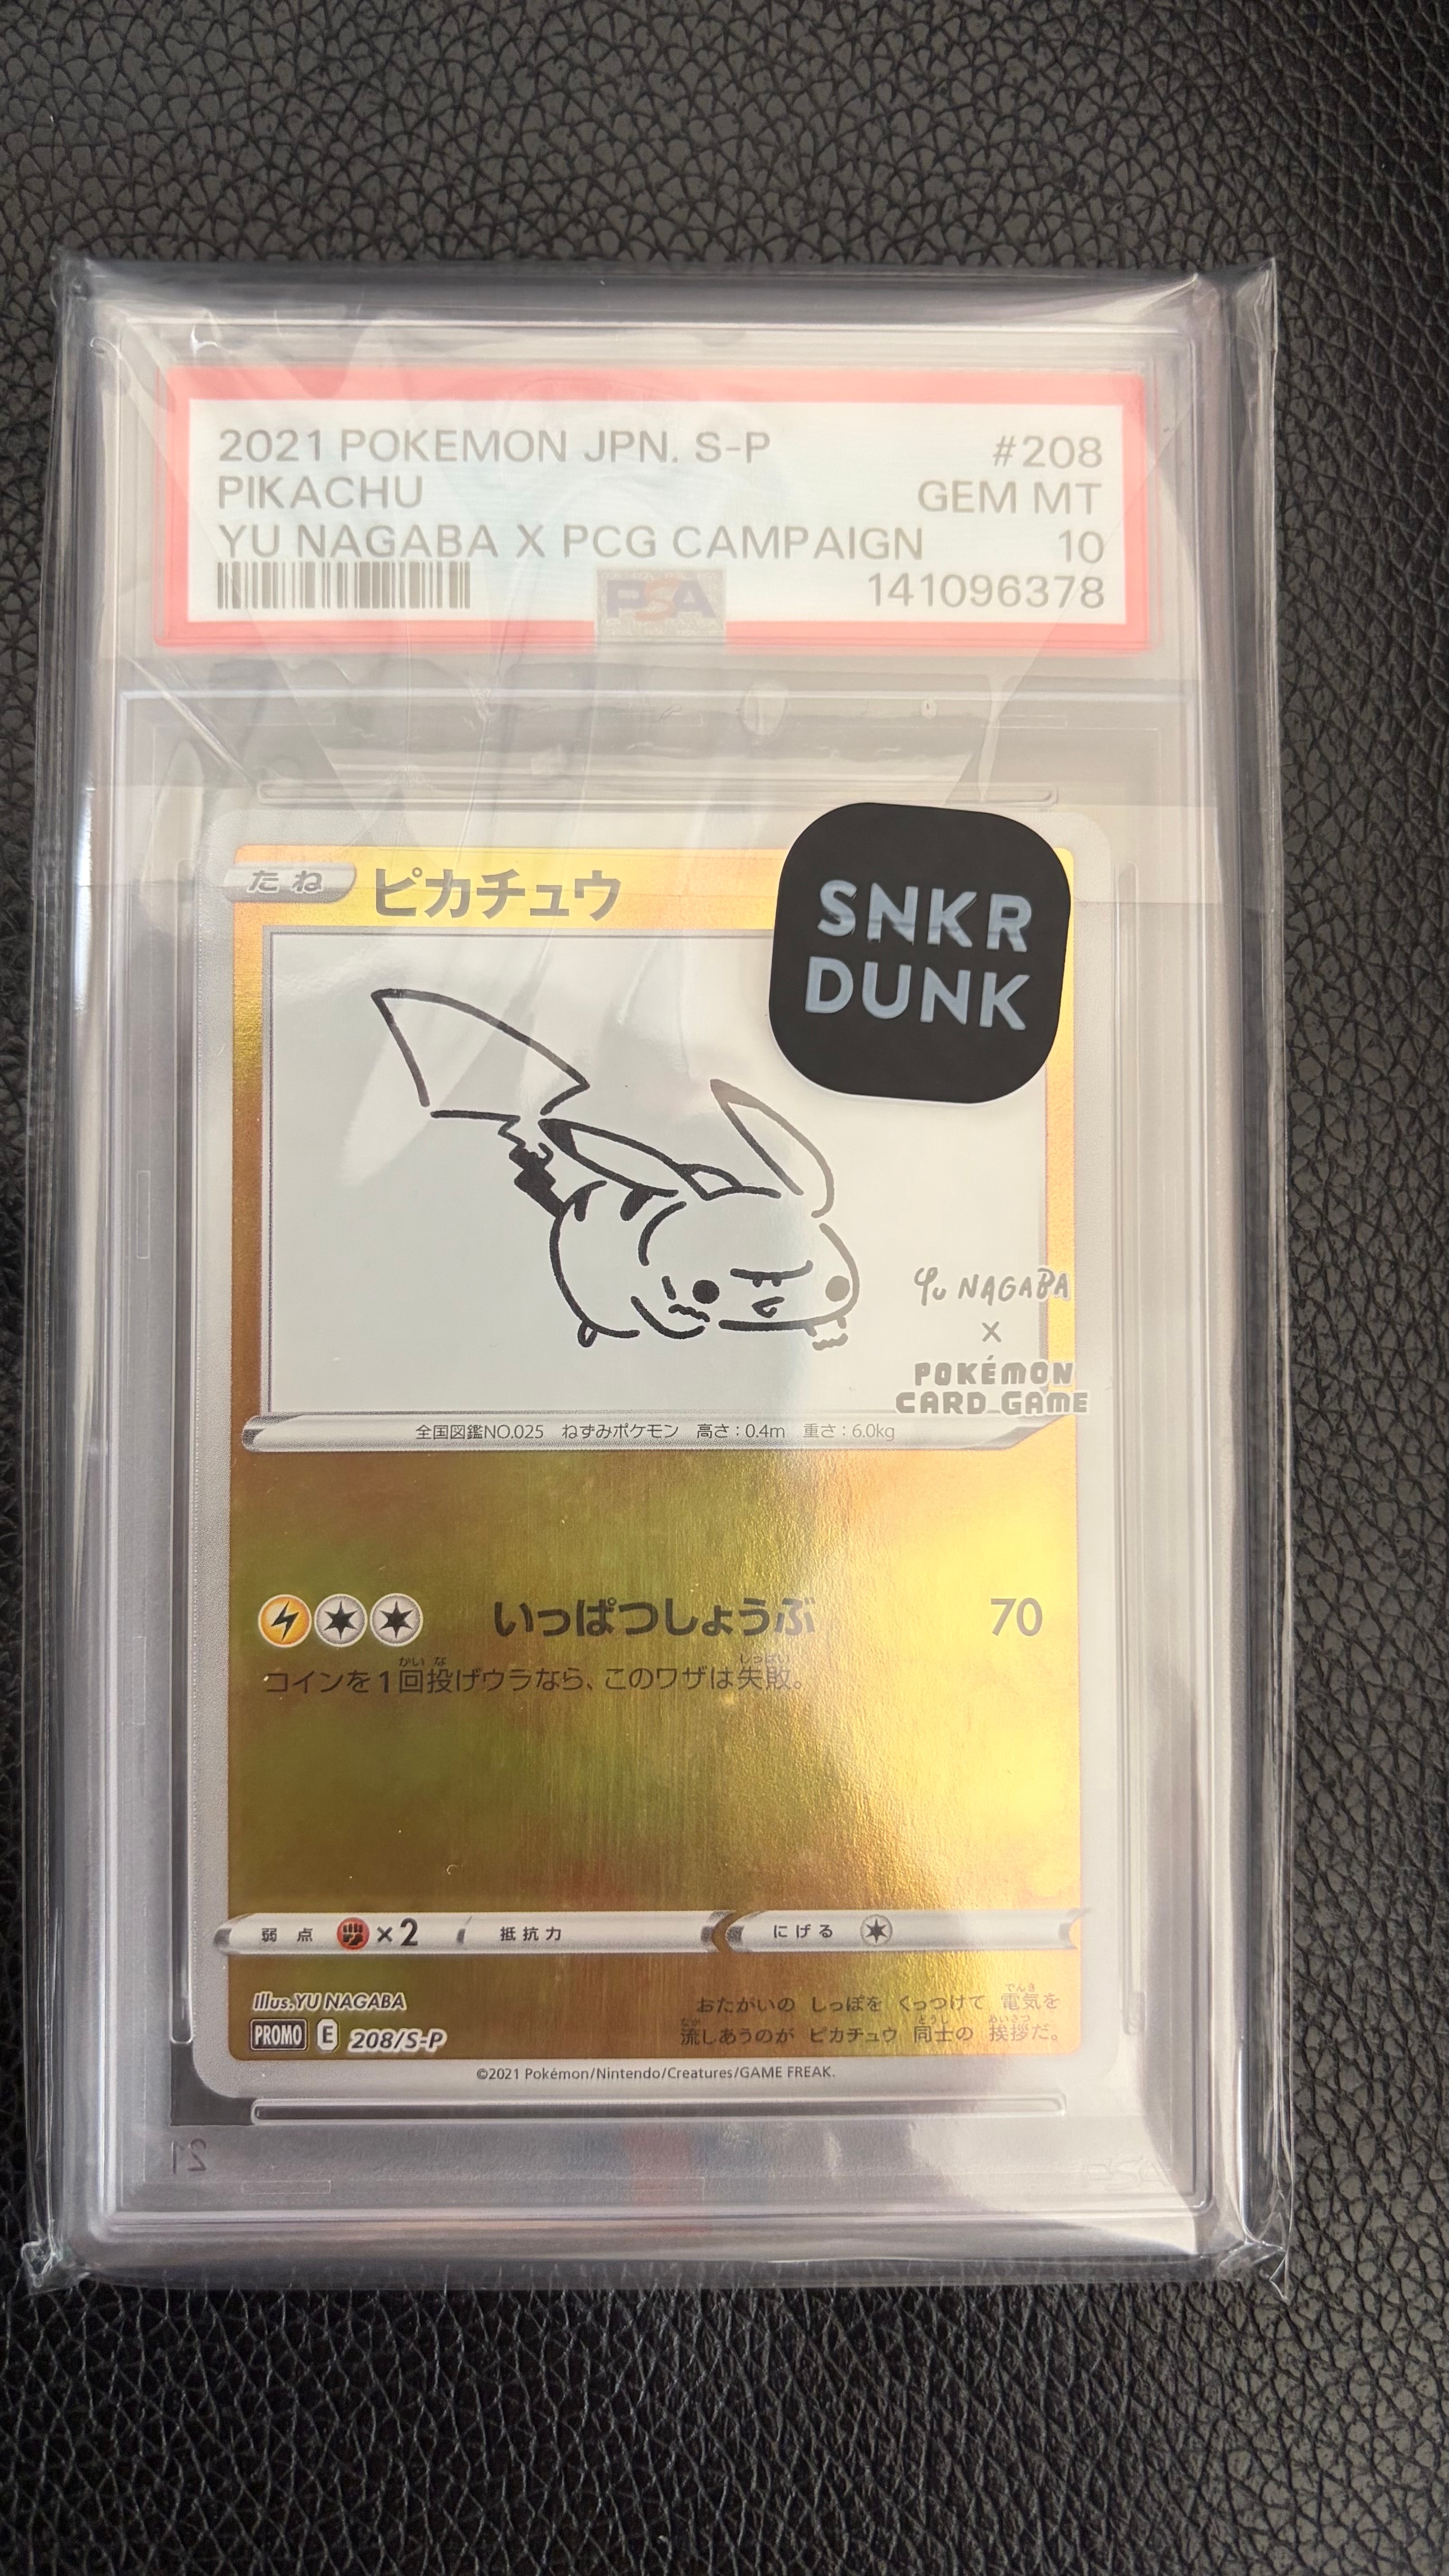 2021 POKEMON JPN. S-P #208
PIKACHU GEM MT
YU NAGABA X PCG CAMPAIGN 10
PSA 141096378
たね ピカチュウ
SNKR
DUNK
Yu NAGABA
×
POKÉMON
CARD GAME
全国図鑑NO.025 ねずみポケモン 高さ:0.4m 重さ:6.0kg
いっぱつしょうぶ 70
コインを1回投げウラなら、このワザは失敗。
弱点 ×2 抵抗力 にげる
Illus.YU NAGABA
PROMO E 208/S-P
おたがいの しっぽを くっつけて 電気を
流しあうのが ピカチュウ 同士の 挨拶だ。
©2021 Pokémon/Nintendo/Creatures/GAME FREAK.
21